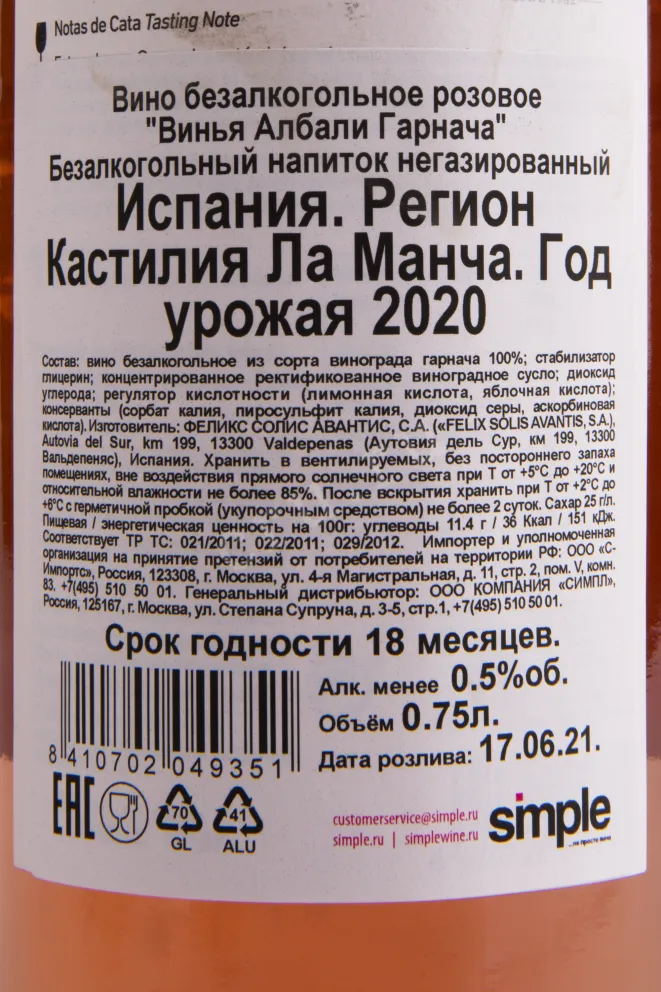 Notas de Cata Tasting Note
Вино безалкогольное розовое
"Винья Албали Гарнача"
Безалкогольный напиток негазированный
Испания. Регион
Кастилия Ла Манча. Год
урожая 2020
Состав: вино безалкогольное из сорта винограда гарнача 100%; стабилизатор
глицерин; концентрированное ректификованное виноградное сусло; диоксид
углерода; регулятор кислотности (лимонная кислота, яблочная кислота);
консерванты (сорбат калия, пиросульфит калия, диоксид серы, аскорбиновая
кислота). Изготовитель: ФЕЛИКС СОЛИС АВАНТИС, С.А. («FELIX SOLIS AVANTIS, S.A.),
Autovia del Sur, km 199, 13300 Valdepenas (Аутовия дель Сур, км 199, 13300
Вальдепеняс), Испания. Хранить в вентилируемых, без постороннего запаха
помещениях, вне воздействия прямого солнечного света при Т от +5°С до +20°С и
относительной влажности не более 85%. После вскрытия хранить при Т от +2°С до
+6°С с герметичной пробкой (укупорочным средством) не более 2 суток. Сахар 25 г/л.
Пищевая / энергетическая ценность на 100г: углеводы 11.4 г / 36 Ккал / 151 кДж.
Соответствует ТР ТС: 021/2011; 022/2011; 029/2012. Импортер и уполномоченная
организация на принятие претензий от потребителей на территории РФ: ООО «С-
Импортс», Россия, 123308, г. Москва, ул. 4-я Магистральная, д. 11, стр. 2, пом. V, комн.
83, +7(495) 510 50 01. Генеральный дистрибьютор: ООО КОМПАНИЯ «СИМПЛ»,
Россия, 125167, г. Москва, ул. Степана Супруна, д. 3-5, стр.1, +7(495) 510 50 01.
Срок годности 18 месяцев.
Алк. менее 0.5%об.
Объём 0.75л.
Дата розлива: 17.06.21.
8 410702 049351
EAC
70
GL
41
ALU
customerservice@simple.ru
simple.ru | simplewine.ru
simple
...не просто вино